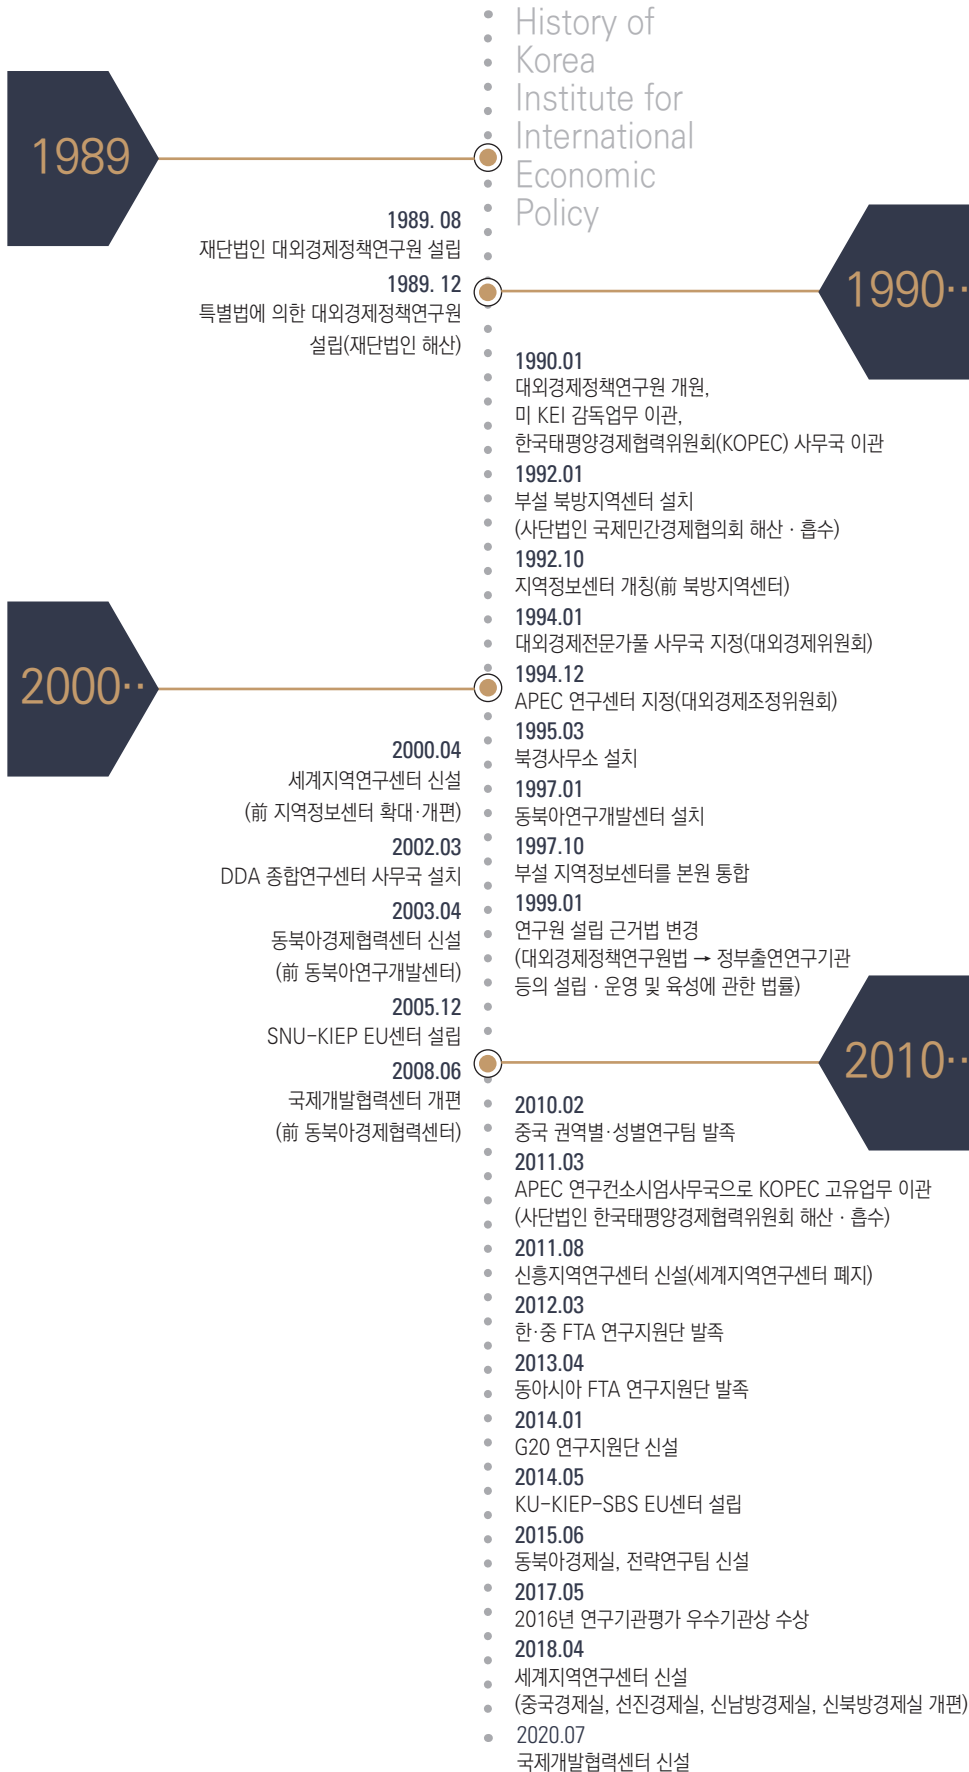 History of
Korea
Institute for
International
Economic
Policy
1989
1989. 08
재단법인 대외경제정책연구원 설립
1989. 12
특별법에 의한 대외경제정책연구원
설립(재단법인 해산)
1990··
1990.01
대외경제정책연구원 개원,
미 KEI 감독업무 이관,
한국태평양경제협력위원회(KOPEC) 사무국 이관
1992.01
부설 북방지역센터 설치
(사단법인 국제민간경제협의회 해산 · 흡수)
1992.10
지역정보센터 개칭(前 북방지역센터)
1994.01
대외경제전문가풀 사무국 지정(대외경제위원회)
1994.12
APEC 연구센터 지정(대외경제조정위원회)
1995.03
북경사무소 설치
1997.01
동북아연구개발센터 설치
1997.10
부설 지역정보센터를 본원 통합
1999.01
연구원 설립 근거법 변경
(대외경제정책연구원법 → 정부출연연구기관
등의 설립 · 운영 및 육성에 관한 법률)
2000··
2000.04
세계지역연구센터 신설
(前 지역정보센터 확대·개편)
2002.03
DDA 종합연구센터 사무국 설치
2003.04
동북아경제협력센터 신설
(前 동북아연구개발센터)
2005.12
SNU-KIEP EU센터 설립
2008.06
국제개발협력센터 개편
(前 동북아경제협력센터)
2010··
2010.02
중국 권역별·성별연구팀 발족
2011.03
APEC 연구컨소시엄사무국으로 KOPEC 고유업무 이관
(사단법인 한국태평양경제협력위원회 해산 · 흡수)
2011.08
신흥지역연구센터 신설(세계지역연구센터 폐지)
2012.03
한·중 FTA 연구지원단 발족
2013.04
동아시아 FTA 연구지원단 발족
2014.01
G20 연구지원단 신설
2014.05
KU-KIEP-SBS EU센터 설립
2015.06
동북아경제실, 전략연구팀 신설
2017.05
2016년 연구기관평가 우수기관상 수상
2018.04
세계지역연구센터 신설
(중국경제실, 선진경제실, 신남방경제실, 신북방경제실 개편)
2020.07
국제개발협력센터 신설